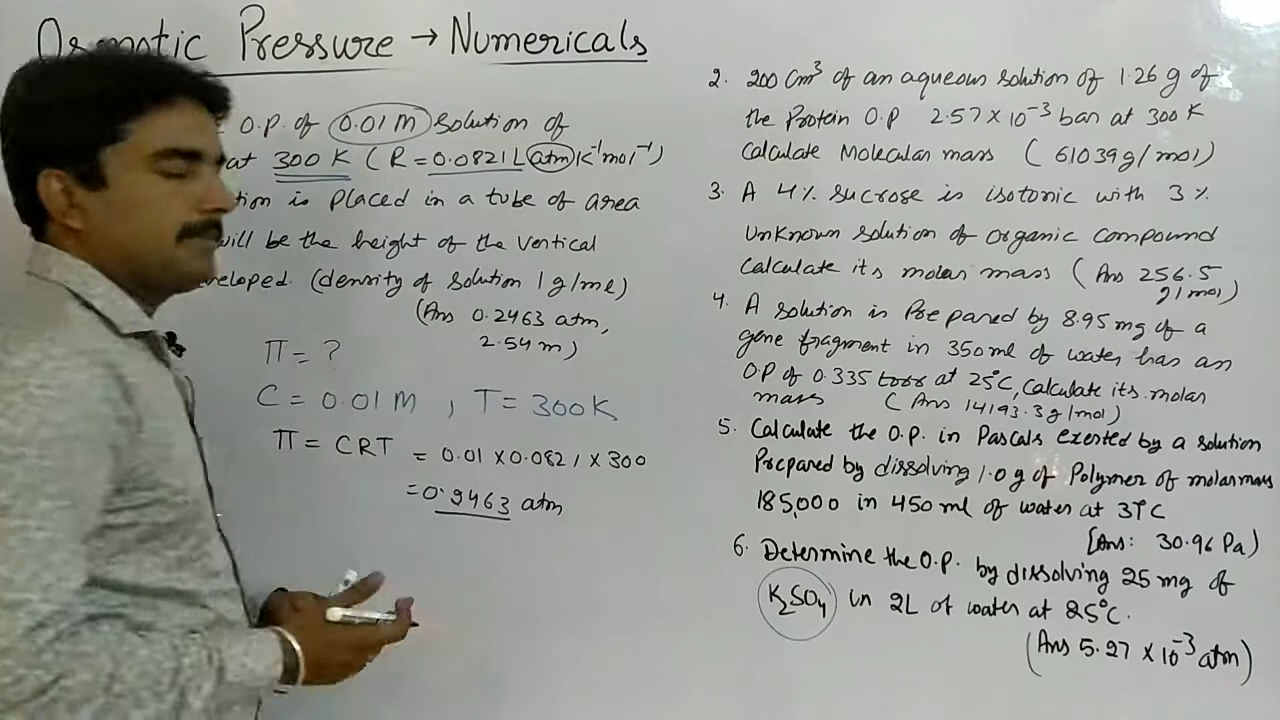 Osmotic Pressure → Numericals
O.P. of 0.01 M solution of
at 300 K ( R = 0.0821 L atm K⁻¹ mol⁻¹)
tion is placed in a tube of area
will be the height of the vertical
veloped. (density of solution 1 g/ml)
(Ans 0.2463 atm,
2.54 m)
π = ?
C = 0.01 M , T = 300 K
π = CRT = 0.01 × 0.0821 × 300
= 0.2463 atm
2. 200 cm³ of an aqueous solution of 1.26 g of
the Protein O.P 2.57 × 10⁻³ bar at 300 K
Calculate Molecular mass ( 61039 g/mol)
3. A 4% sucrose is isotonic with 3%
Unknown solution of organic compound
Calculate its molar mass ( Ans 256.5
g/mol)
4. A solution is Prepared by 8.95 mg of a
gene fragment in 350 ml of water has an
O.P of 0.335 torr at 25°C, Calculate its molar
mass ( Ans 14193.3 g/mol)
5. Calculate the O.P. in Pascals exerted by a solution
Prepared by dissolving 1.0 g of Polymer of molar mass
185,000 in 450 ml of water at 37°C
[Ans: 30.96 Pa)
6. Determine the O.P. by dissolving 25 mg of
K₂SO₄ in 2L of water at 25°C.
(Ans 5.27 × 10⁻³ atm)